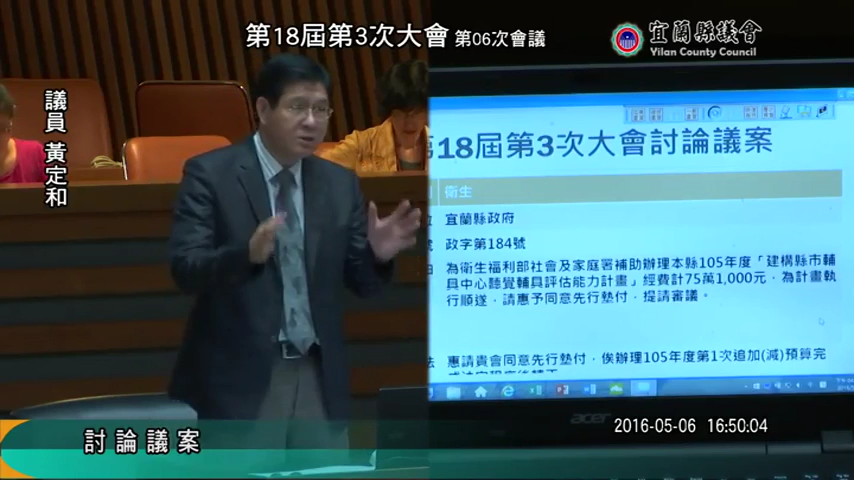 第18屆第3次大會 第06次會議
宜蘭縣議會
Yilan County Council
議員 黃定和
第18屆第3次大會討論議案
衛生
宜蘭縣政府
號 政字第184號
為衛生福利部社會及家庭署補助辦理本縣105年度「建構縣市輔
具中心聽覺輔具評估能力計畫」經費計75萬1,000元，為計畫執
行順遂，請惠予同意先行墊付，提請審議。
法 惠請貴會同意先行墊付，俟辦理105年度第1次追加(減)預算完
acer
2016-05-06 16:50:04
討論議案